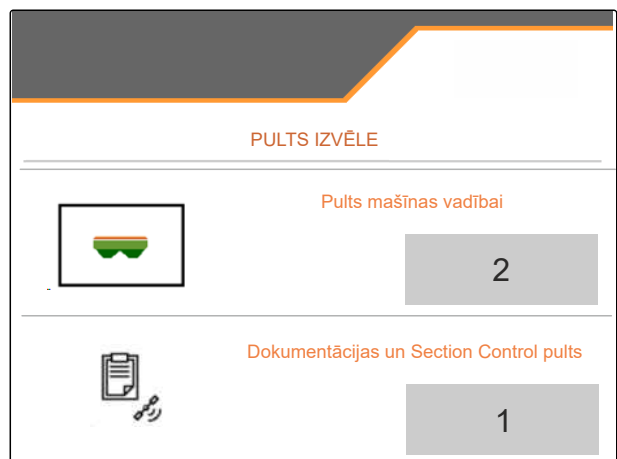 PULTS IZVĒLE
Pults mašīnas vadībai
2
Dokumentācijas un Section Control pults
1